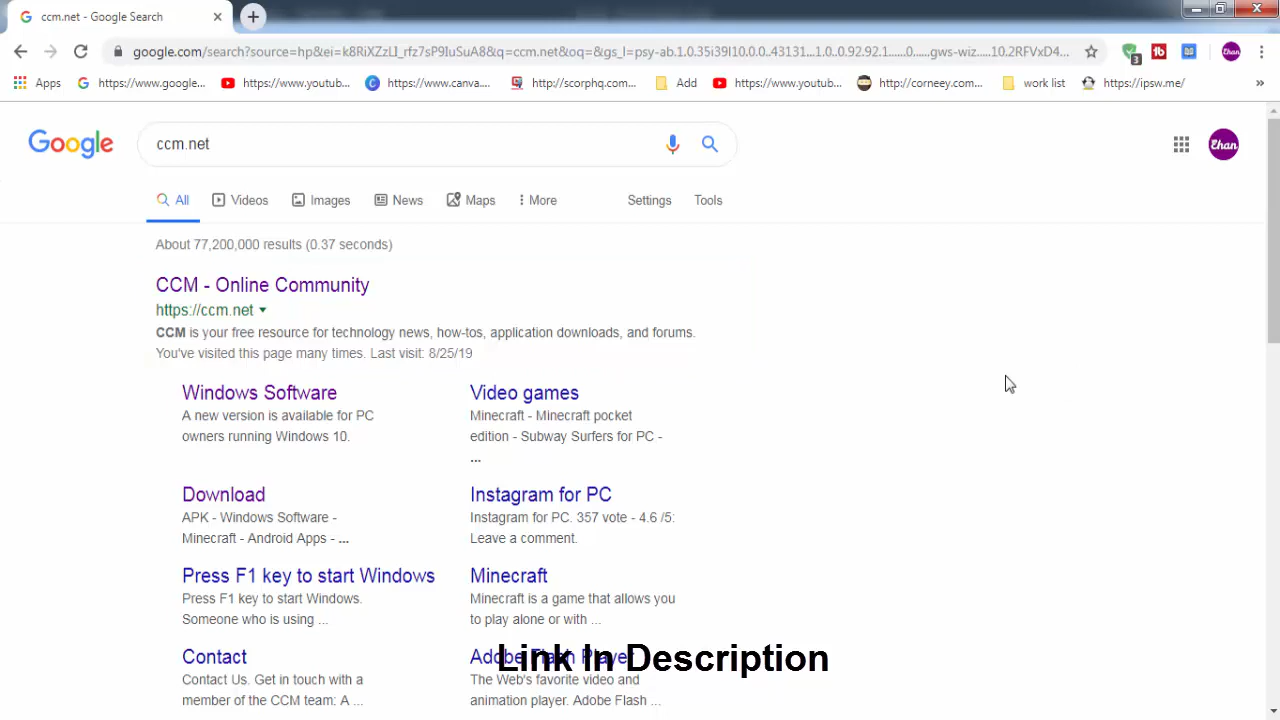 ccm.net - Google Search
google.com/search?source=hp&ei=k8RiXZzLI_rfz7sP9IuSuA8&q=ccm.net&oq=&gs_l=psy-ab.1.0.35i39l10.0.0..43131...1.0..0.92.92.1......0......gws-wiz.....10.2RFVxD4...
3
Ehan
Apps
https://www.google...
https://www.youtub...
https://www.canva....
http://scorphq.com...
Add
https://www.youtub...
http://corneey.com...
work list
https://ipsw.me/
»
Google
ccm.net
Ehan
All
Videos
Images
News
Maps
More
Settings
Tools
About 77,200,000 results (0.37 seconds)
CCM - Online Community
https://ccm.net
CCM is your free resource for technology news, how-tos, application downloads, and forums.
You've visited this page many times. Last visit: 8/25/19
Windows Software
A new version is available for PC
owners running Windows 10.
Video games
Minecraft - Minecraft pocket
edition - Subway Surfers for PC -
...
Download
APK - Windows Software -
Minecraft - Android Apps - ...
Instagram for PC
Instagram for PC. 357 vote - 4.6 /5:
Leave a comment.
Press F1 key to start Windows
Press F1 key to start Windows.
Someone who is using ...
Minecraft
Minecraft is a game that allows you
to play alone or with ...
Contact
Contact Us. Get in touch with a
member of the CCM team: A ...
Adobe Flash Player
The Web's favorite video and
animation player. Adobe Flash ...
Link In Description